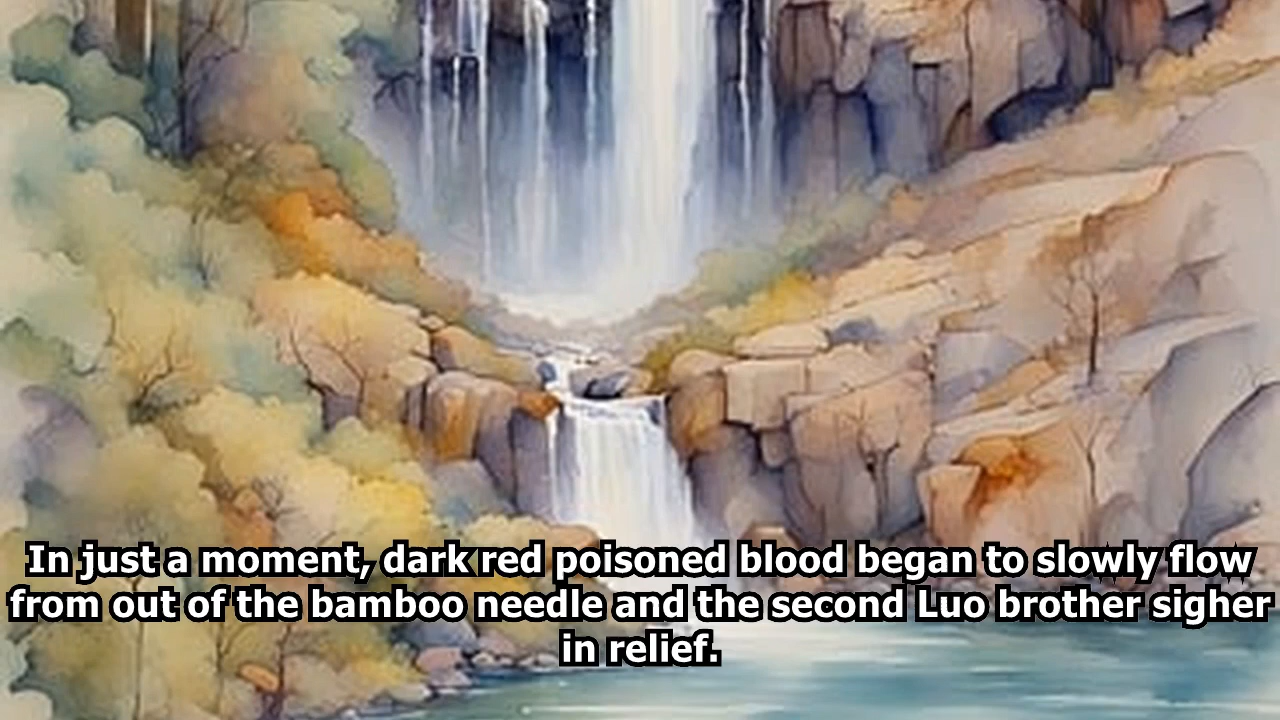 In just a moment, dark red poisoned blood began to slowly flow
from out of the bamboo needle and the second Luo brother sigher
in relief.